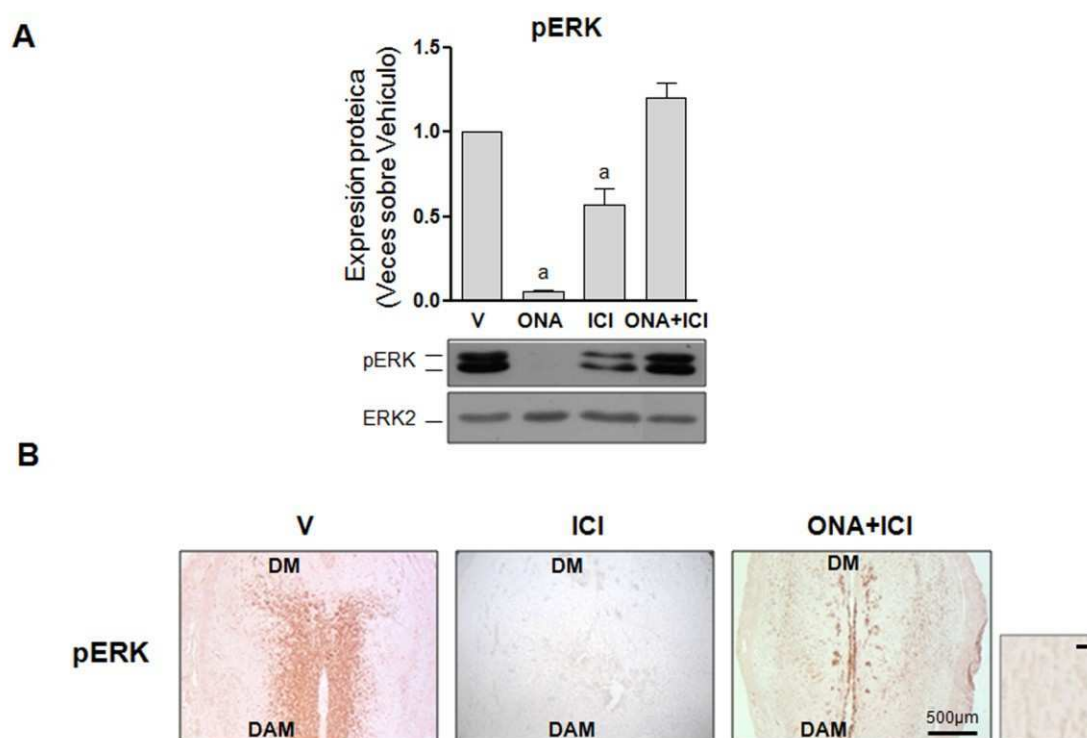 A
pERK
Expresión proteica
(Veces sobre Vehículo)
1.5
1.0
0.5
0.0
a
a
V ONA ICI ONA+ICI
pERK
ERK2
B
V ICI ONA+ICI
pERK
DM DM DM
DAM DAM DAM
500µm